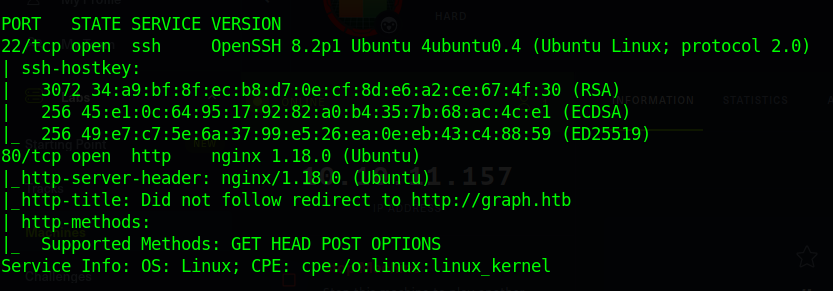 HARD
PORT   STATE SERVICE VERSION
22/tcp open  ssh     OpenSSH 8.2p1 Ubuntu 4ubuntu0.4 (Ubuntu Linux; protocol 2.0)
| ssh-hostkey:
|   3072 34:a9:bf:8f:ec:b8:d7:0e:cf:8d:e6:a2:ce:67:4f:30 (RSA)
|   256 45:e1:0c:64:95:17:92:82:a0:b4:35:7b:68:ac:4c:e1 (ECDSA)
INFORMATION STATISTICS
|_  256 49:e7:c7:5e:6a:37:99:e5:26:ea:0e:eb:43:c4:88:59 (ED25519)
80/tcp open  http    nginx 1.18.0 (Ubuntu)
|_http-server-header: nginx/1.18.0 (Ubuntu)
|_http-title: Did not follow redirect to http://graph.htb
| http-methods:
|_  Supported Methods: GET HEAD POST OPTIONS
Service Info: OS: Linux; CPE: cpe:/o:linux:linux_kernel